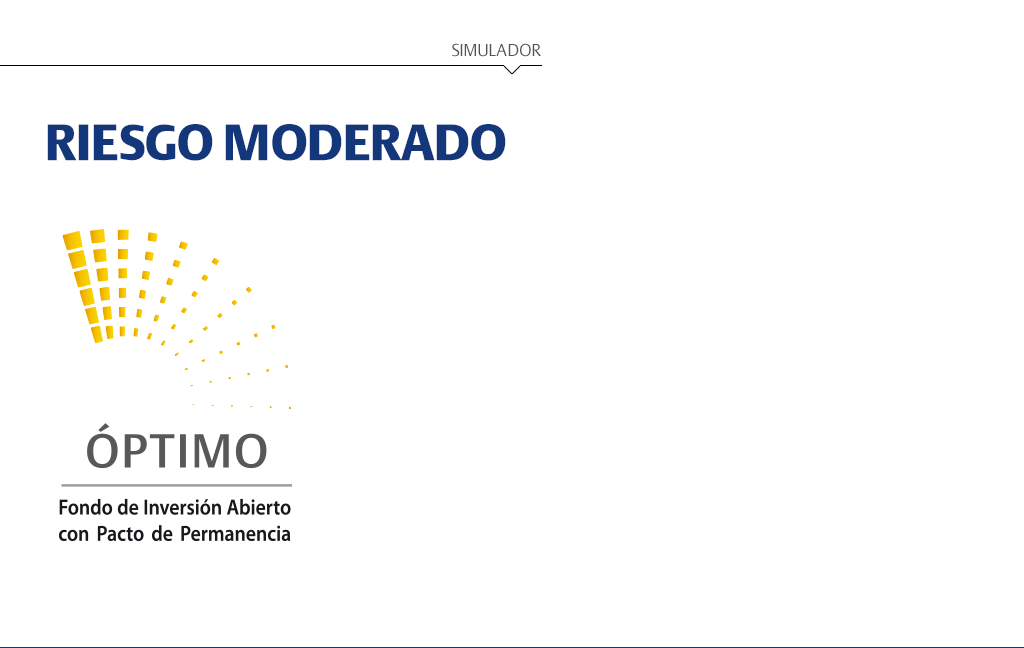 SIMULADOR
RIESGO MODERADO
ÓPTIMO
Fondo de Inversión Abierto
con Pacto de Permanencia